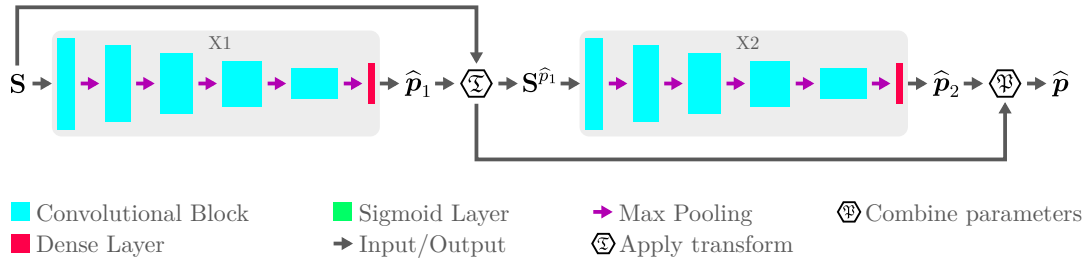 X1
X2
S p̂₁ 𝔗 S^p̂₁ p̂₂ 𝔓 p̂
Convolutional Block Sigmoid Layer Max Pooling 𝔓 Combine parameters
Dense Layer Input/Output 𝔗 Apply transform